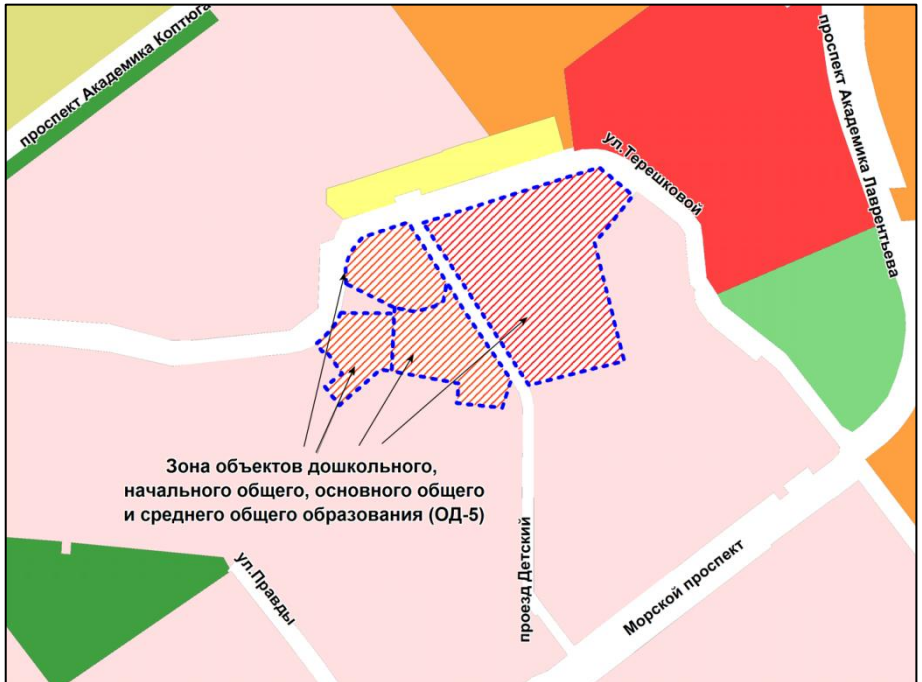 проспект Академика Коптюга
проспект Академика Лаврентьева
ул.Терешковой
Зона объектов дошкольного,
начального общего, основного общего
и среднего общего образования (ОД-5)
ул.Правды
проезд Детский
Морской проспект